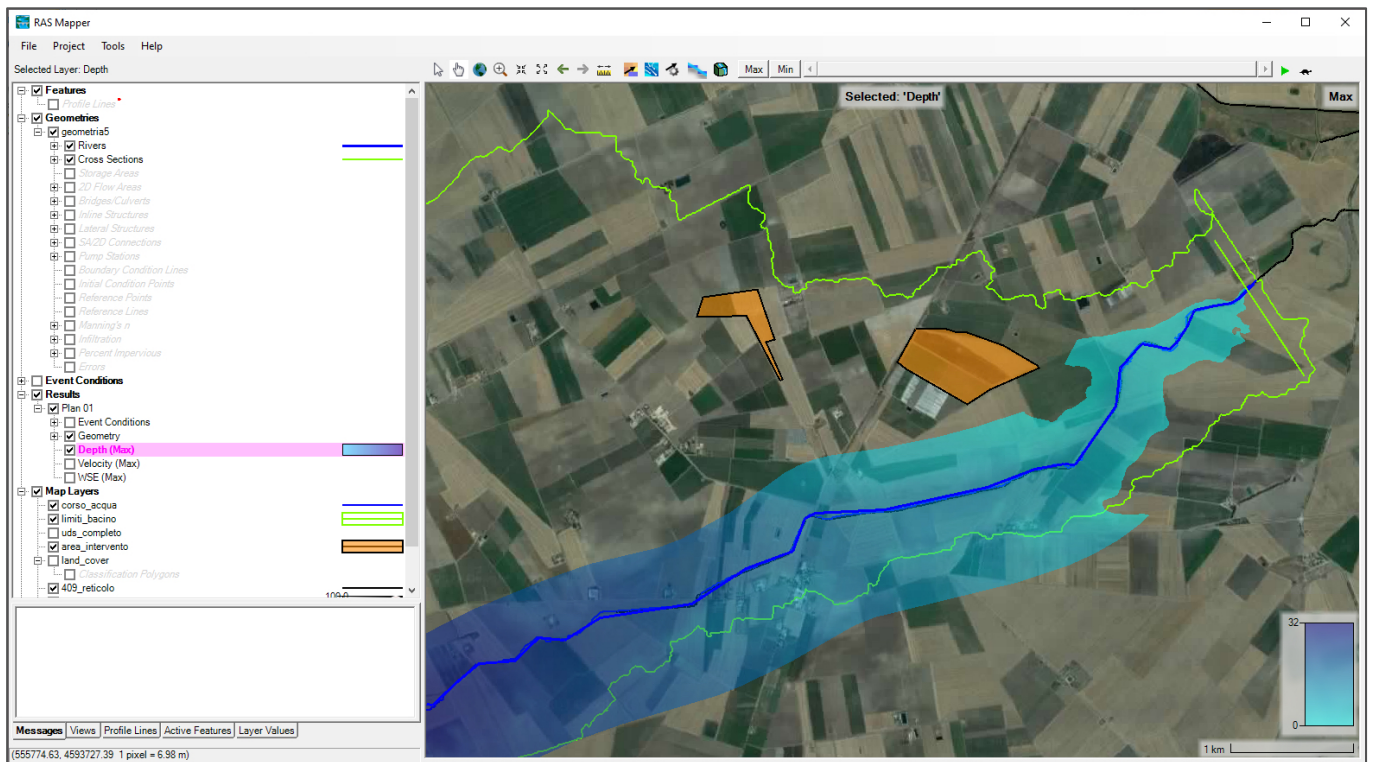 RAS Mapper
File Project Tools Help
Selected Layer: Depth
Max Min
Features
Profile Lines
Geometries
geometria5
Rivers
Cross Sections
Storage Areas
2D Flow Areas
Bridges/Culverts
Inline Structures
Lateral Structures
SA/2D Connections
Pump Stations
Boundary Condition Lines
Initial Condition Points
Reference Points
Reference Lines
Manning's n
Infiltration
Percent Impervious
Errors
Event Conditions
Results
Plan 01
Event Conditions
Geometry
Depth (Max)
Velocity (Max)
WSE (Max)
Map Layers
corso_acqua
limiti_bacino
uds_completo
area_intervento
land_cover
Classification Polygons
409_reticolo
Selected: 'Depth'
Max
32
0
1 km
Messages Views Profile Lines Active Features Layer Values
(555774.63, 4593727.39 1 pixel = 6.98 m)